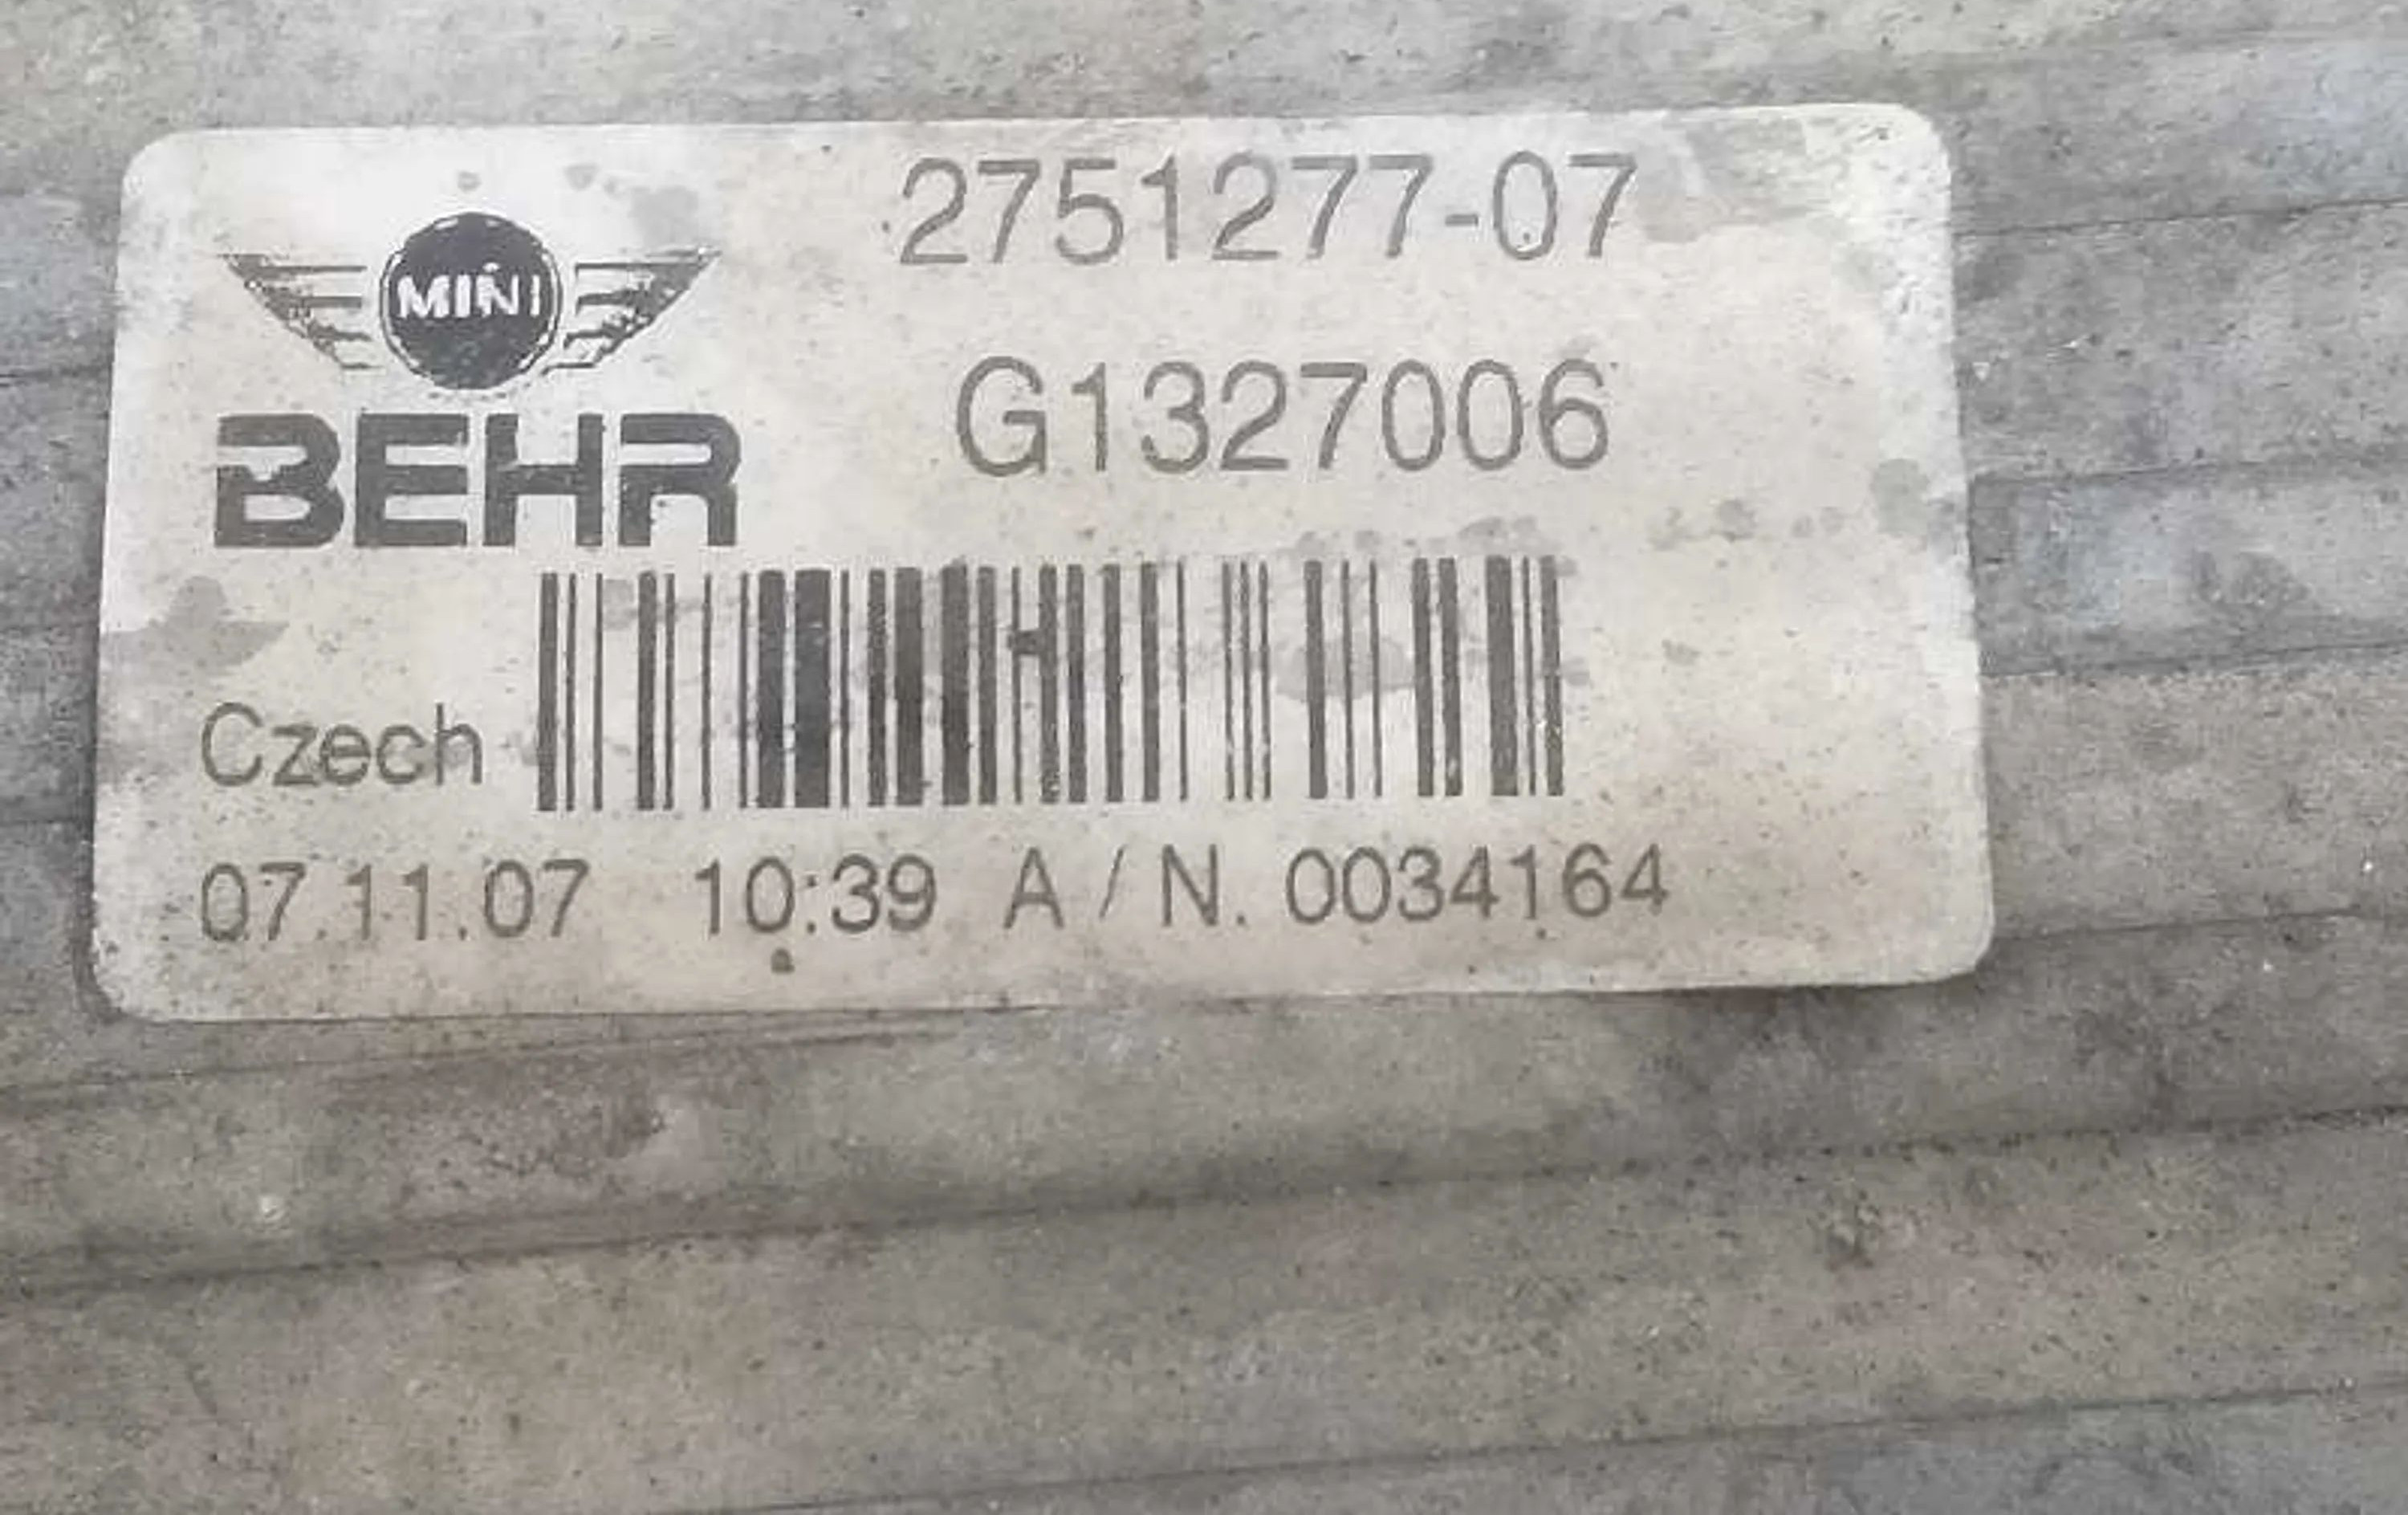 2751277-07
MINI
G1327006
BEHR
Czech
07.11.07 10:39 A / N. 0034164